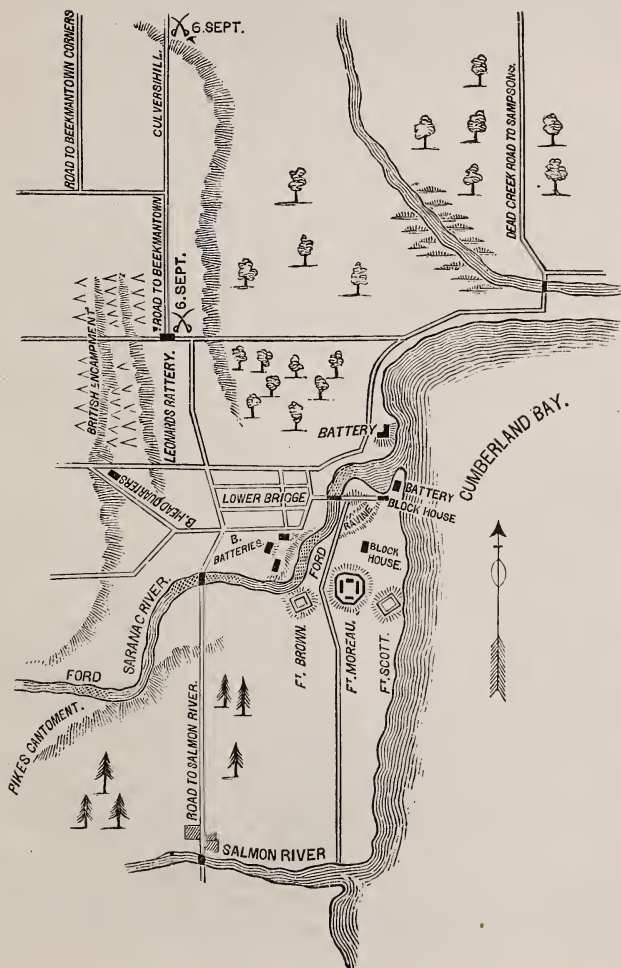 6. SEPT.
ROAD TO BEEKMANTOWN CORNERS
CULVERS HILL.
DEAD CREEK ROAD TO SAMPSONS.
ROAD TO BEEKMANTOWN
6. SEPT.
BRITISH ENCAMPMENT
LEONARDS BATTERY.
BATTERY
CUMBERLAND BAY.
B. HEADQUARTERS
LOWER BRIDGE
BATTERY
BLOCK HOUSE
RAVINE
B.
BATTERIES.
FORD
BLOCK
HOUSE.
SARANAC RIVER.
FT. BROWN.
FT. MOREAU.
FT. SCOTT.
FORD
PIKES CANTOMENT.
ROAD TO SALMON RIVER.
SALMON RIVER